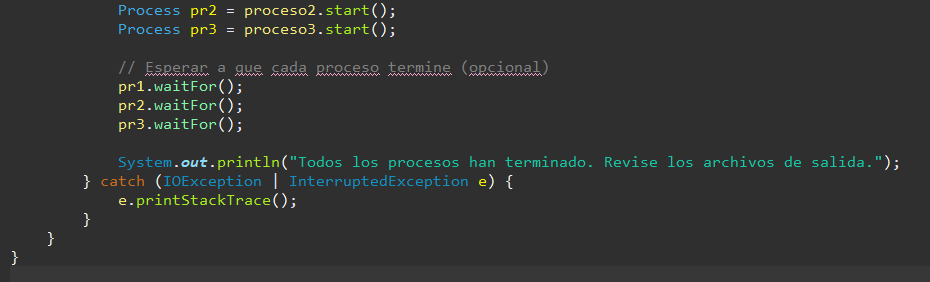 Process pr2 = proceso2.start();
Process pr3 = proceso3.start();
// Esperar a que cada proceso termine (opcional)
pr1.waitFor();
pr2.waitFor();
pr3.waitFor();
System.out.println("Todos los procesos han terminado. Revise los archivos de salida.");
} catch (IOException | InterruptedException e) {
e.printStackTrace();
}
}
}